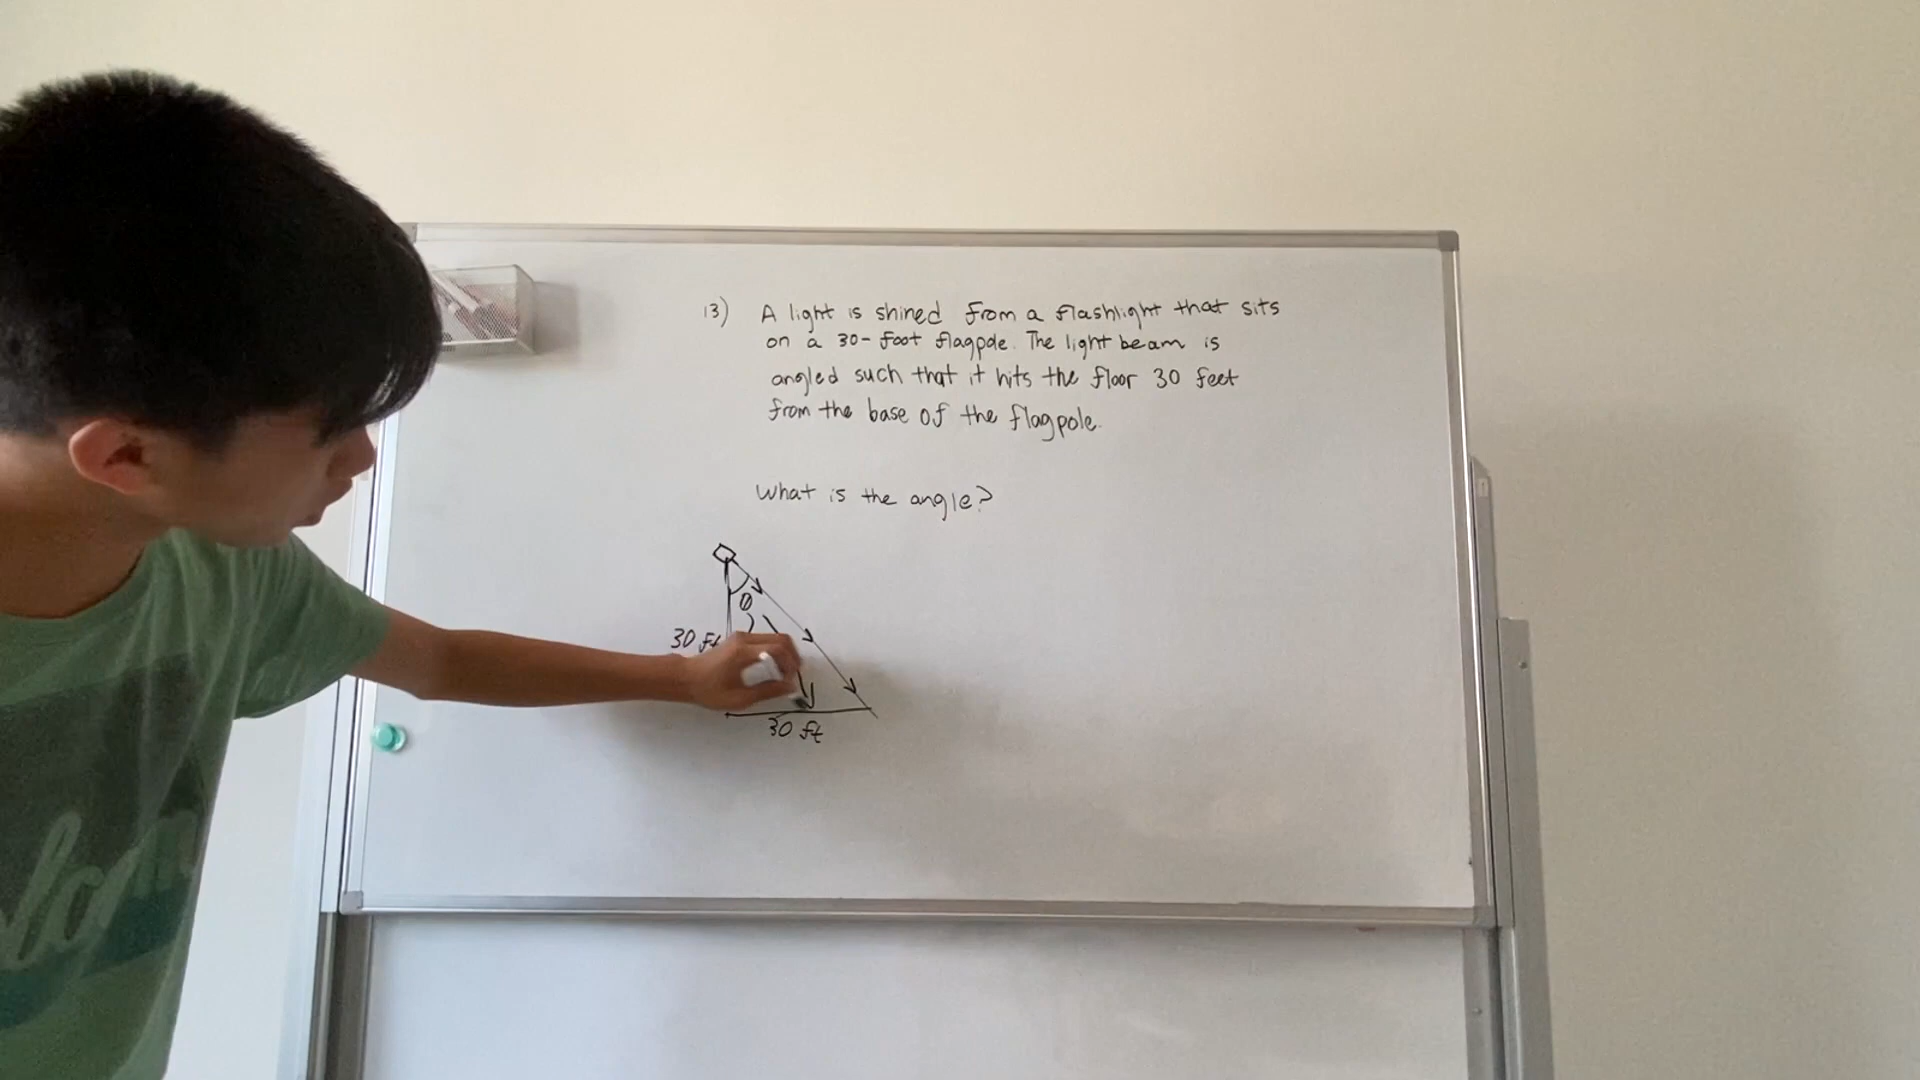 13) A light is shined from a flashlight that sits
on a 30-foot flagpole. The light beam is
angled such that it hits the floor 30 feet
from the base of the flagpole.
What is the angle?
θ
30 ft
30 ft